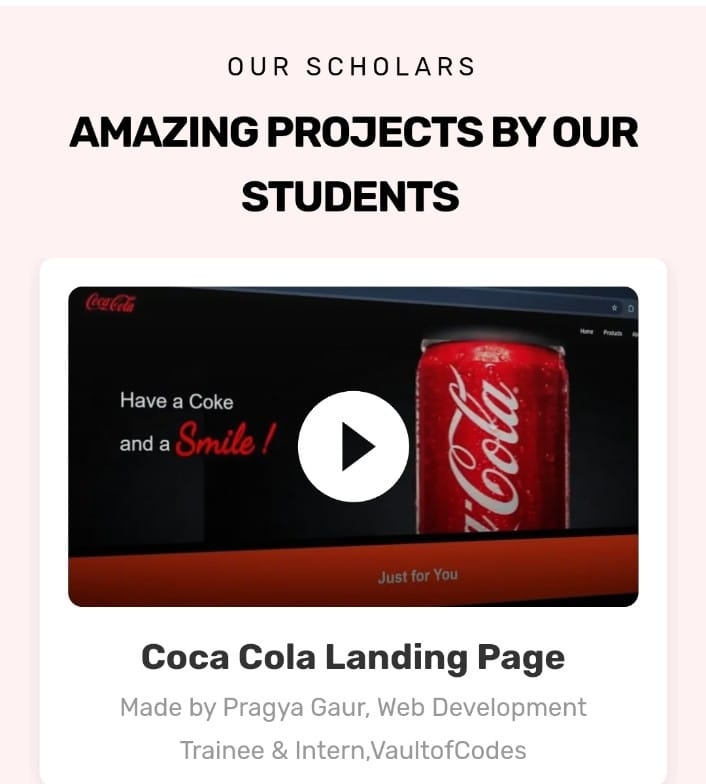 OUR SCHOLARS
AMAZING PROJECTS BY OUR
STUDENTS
Coca Cola
Home Products
Have a Coke
and a Smile!
Coca-Cola
Just for You
Coca Cola Landing Page
Made by Pragya Gaur, Web Development
Trainee & Intern,VaultofCodes